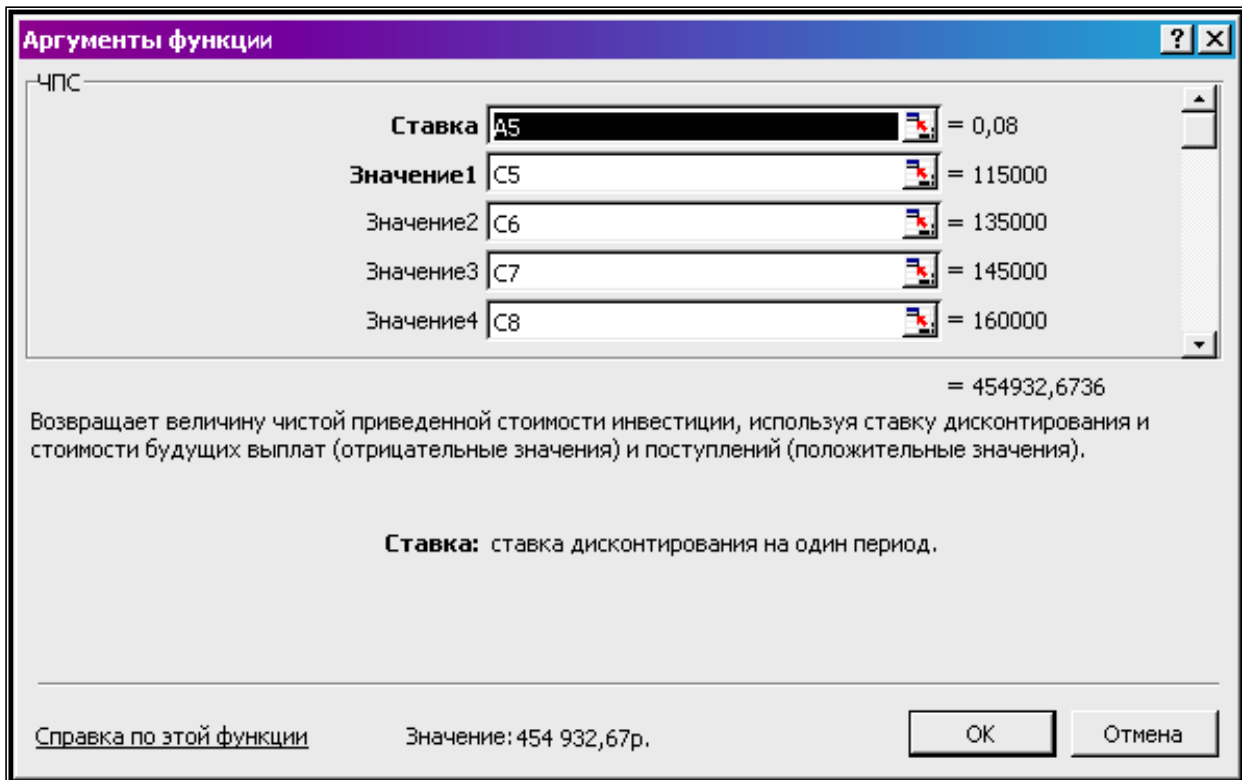 Аргументы функции
ЧПС
Ставка A5 = 0,08
Значение1 C5 = 115000
Значение2 C6 = 135000
Значение3 C7 = 145000
Значение4 C8 = 160000
= 454932,6736
Возвращает величину чистой приведенной стоимости инвестиции, используя ставку дисконтирования и
стоимости будущих выплат (отрицательные значения) и поступлений (положительные значения).
Ставка: ставка дисконтирования на один период.
Справка по этой функции Значение: 454 932,67р. ОК Отмена